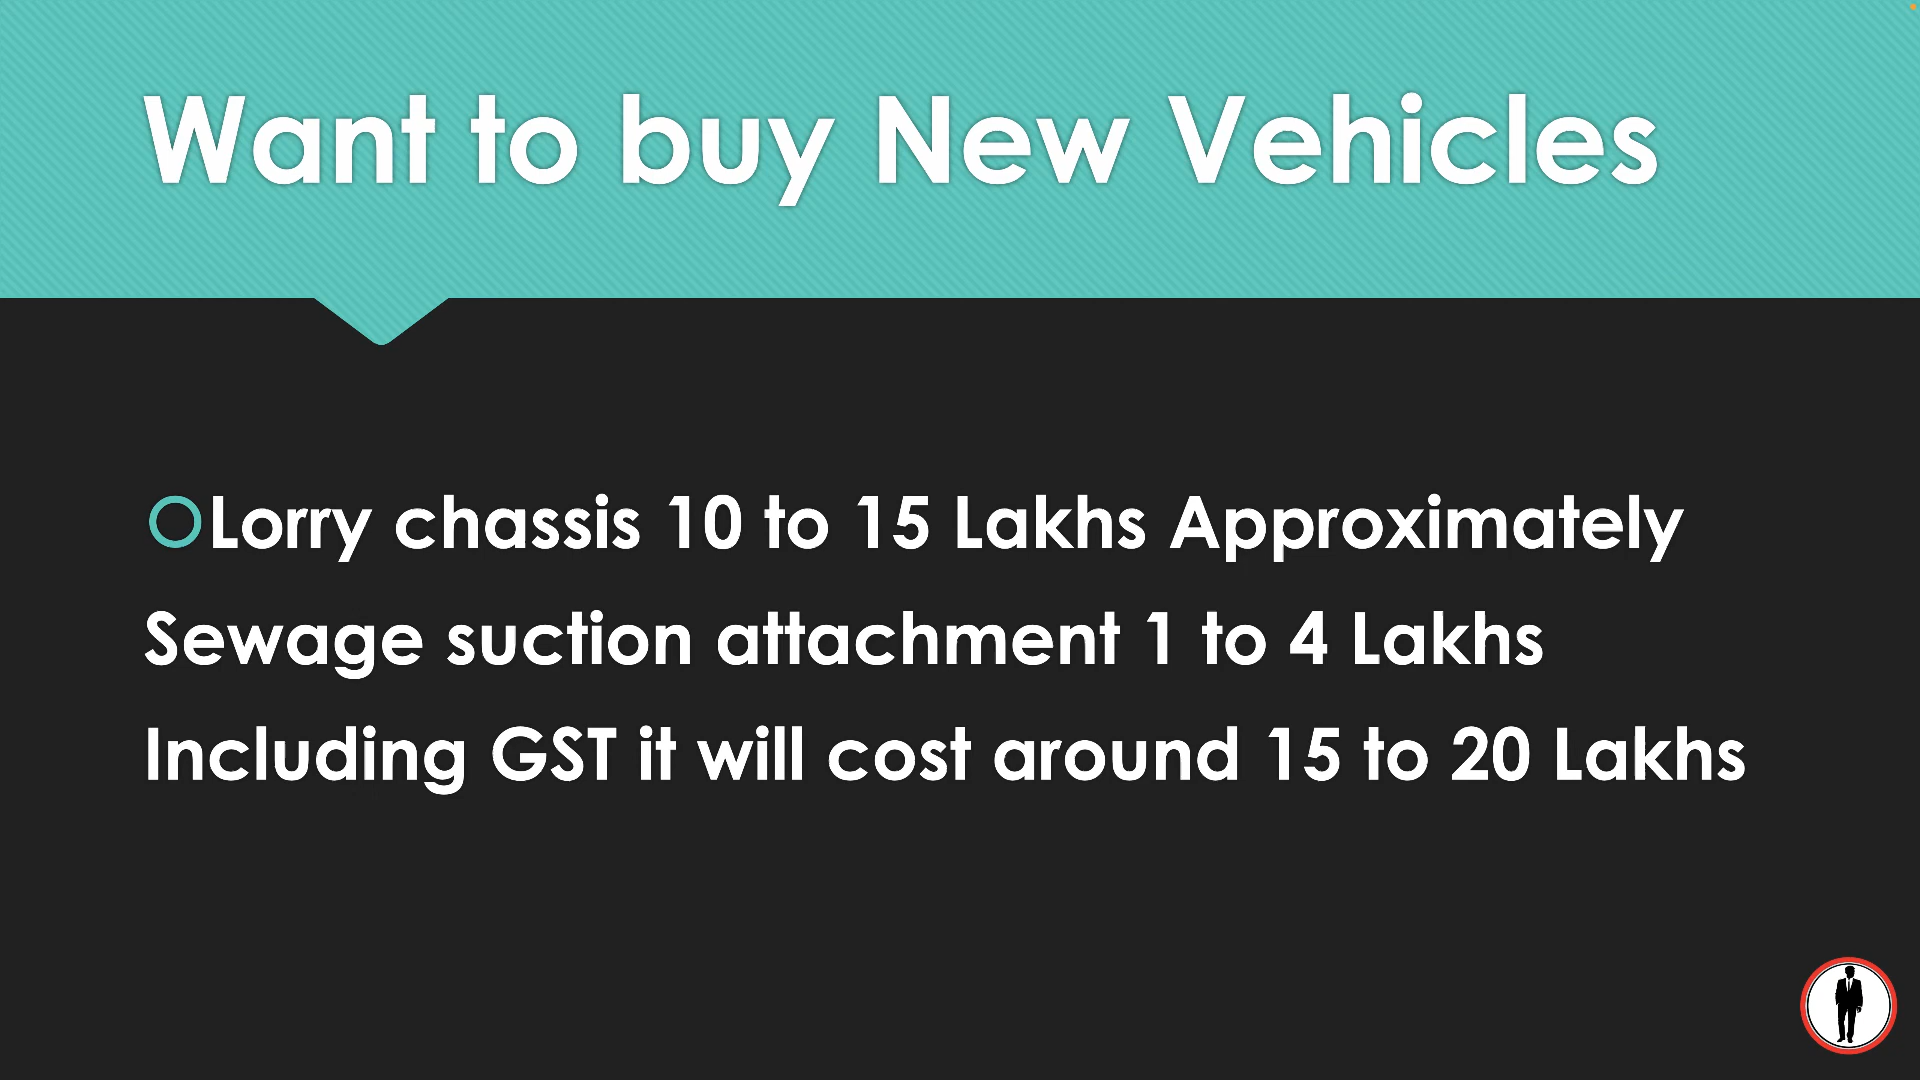 Want to buy New Vehicles
Lorry chassis 10 to 15 Lakhs Approximately
Sewage suction attachment 1 to 4 Lakhs
Including GST it will cost around 15 to 20 Lakhs